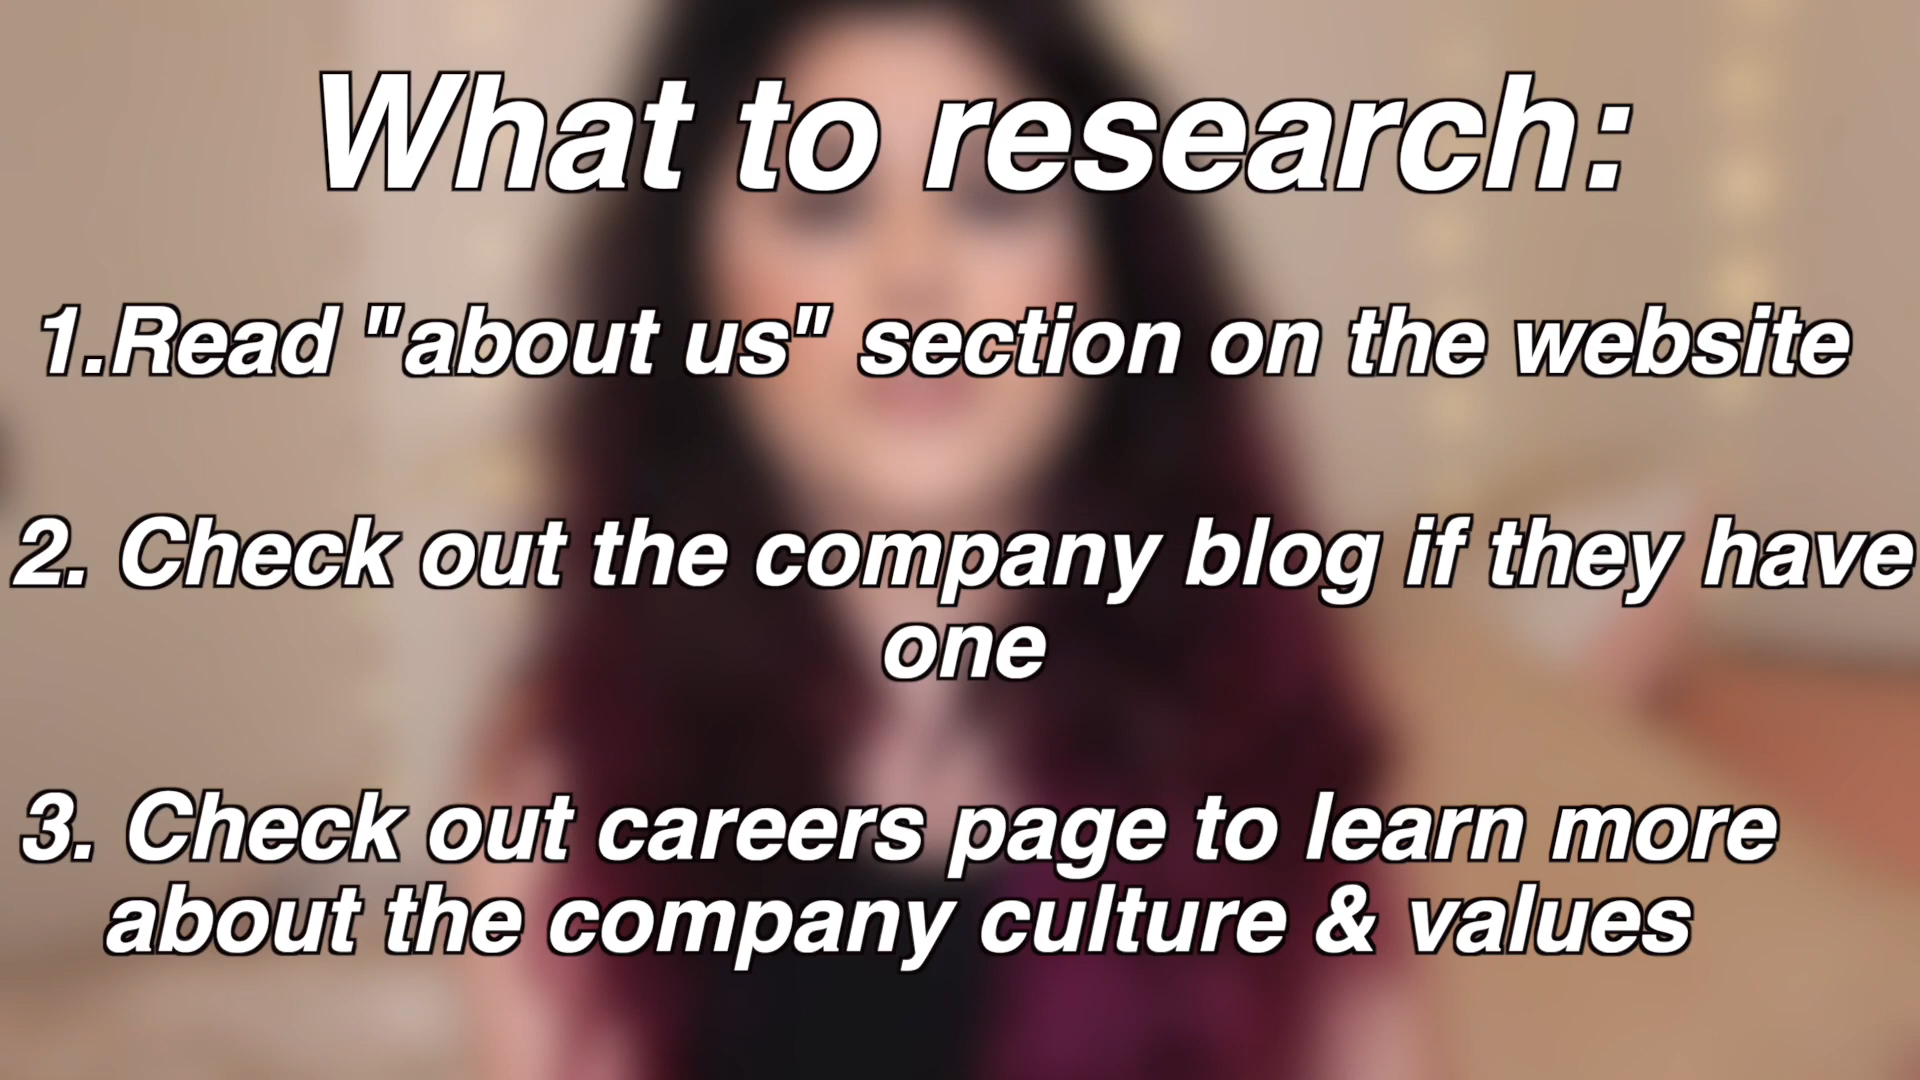 What to research:
1.Read "about us" section on the website
2. Check out the company blog if they have
one
3. Check out careers page to learn more
about the company culture & values